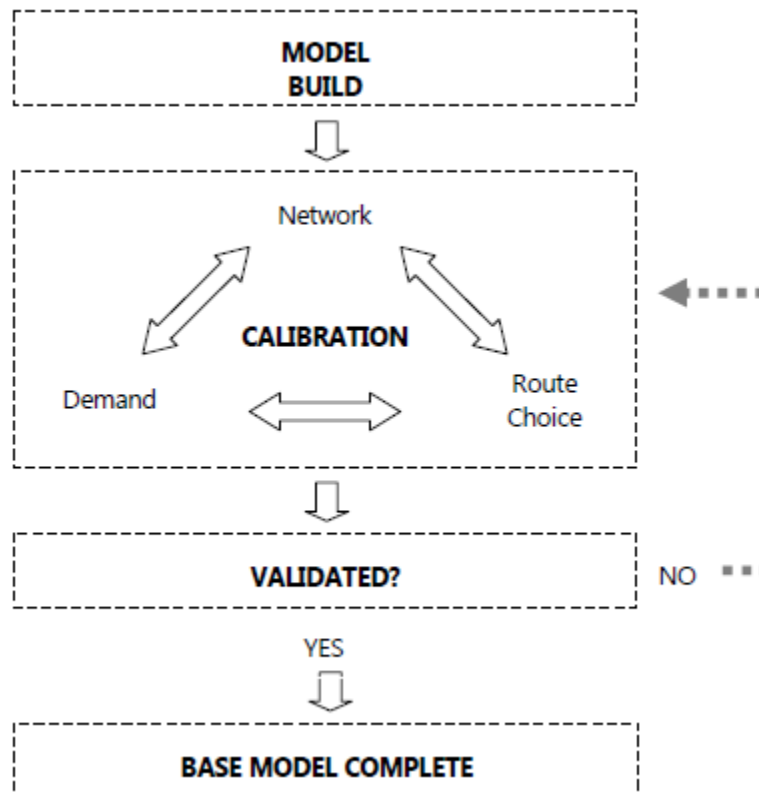 MODEL
BUILD
Network
CALIBRATION
Demand
Route
Choice
VALIDATED?
NO
YES
BASE MODEL COMPLETE